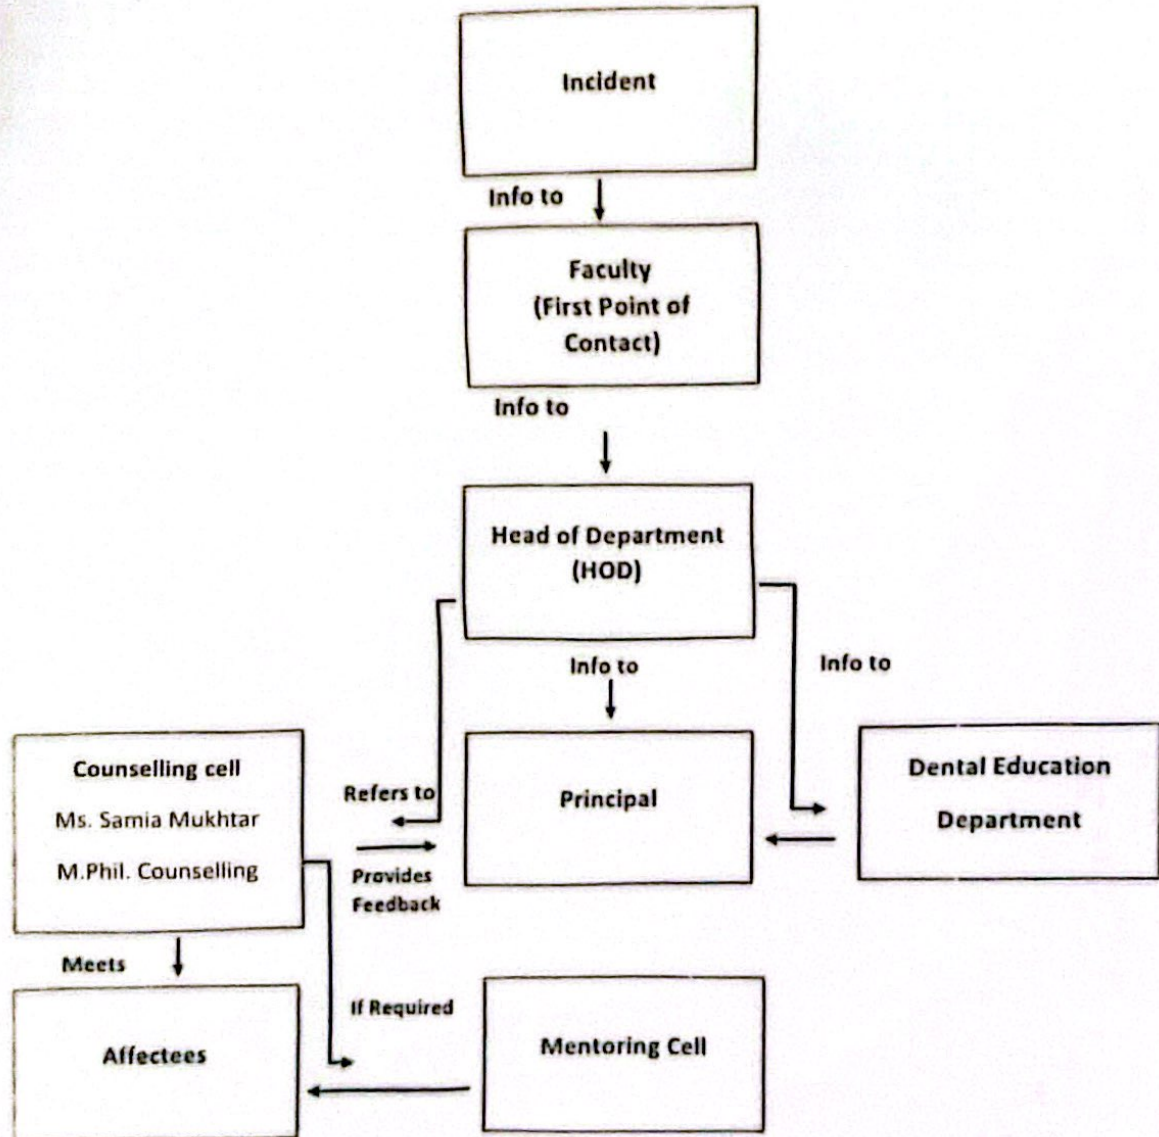 Incident
Info to
Faculty
(First Point of
Contact)
Info to
Head of Department
(HOD)
Info to
Info to
Counselling cell
Ms. Samia Mukhtar
M.Phil. Counselling
Refers to
Provides
Feedback
Principal
Dental Education
Department
Meets
If Required
Affectees
Mentoring Cell